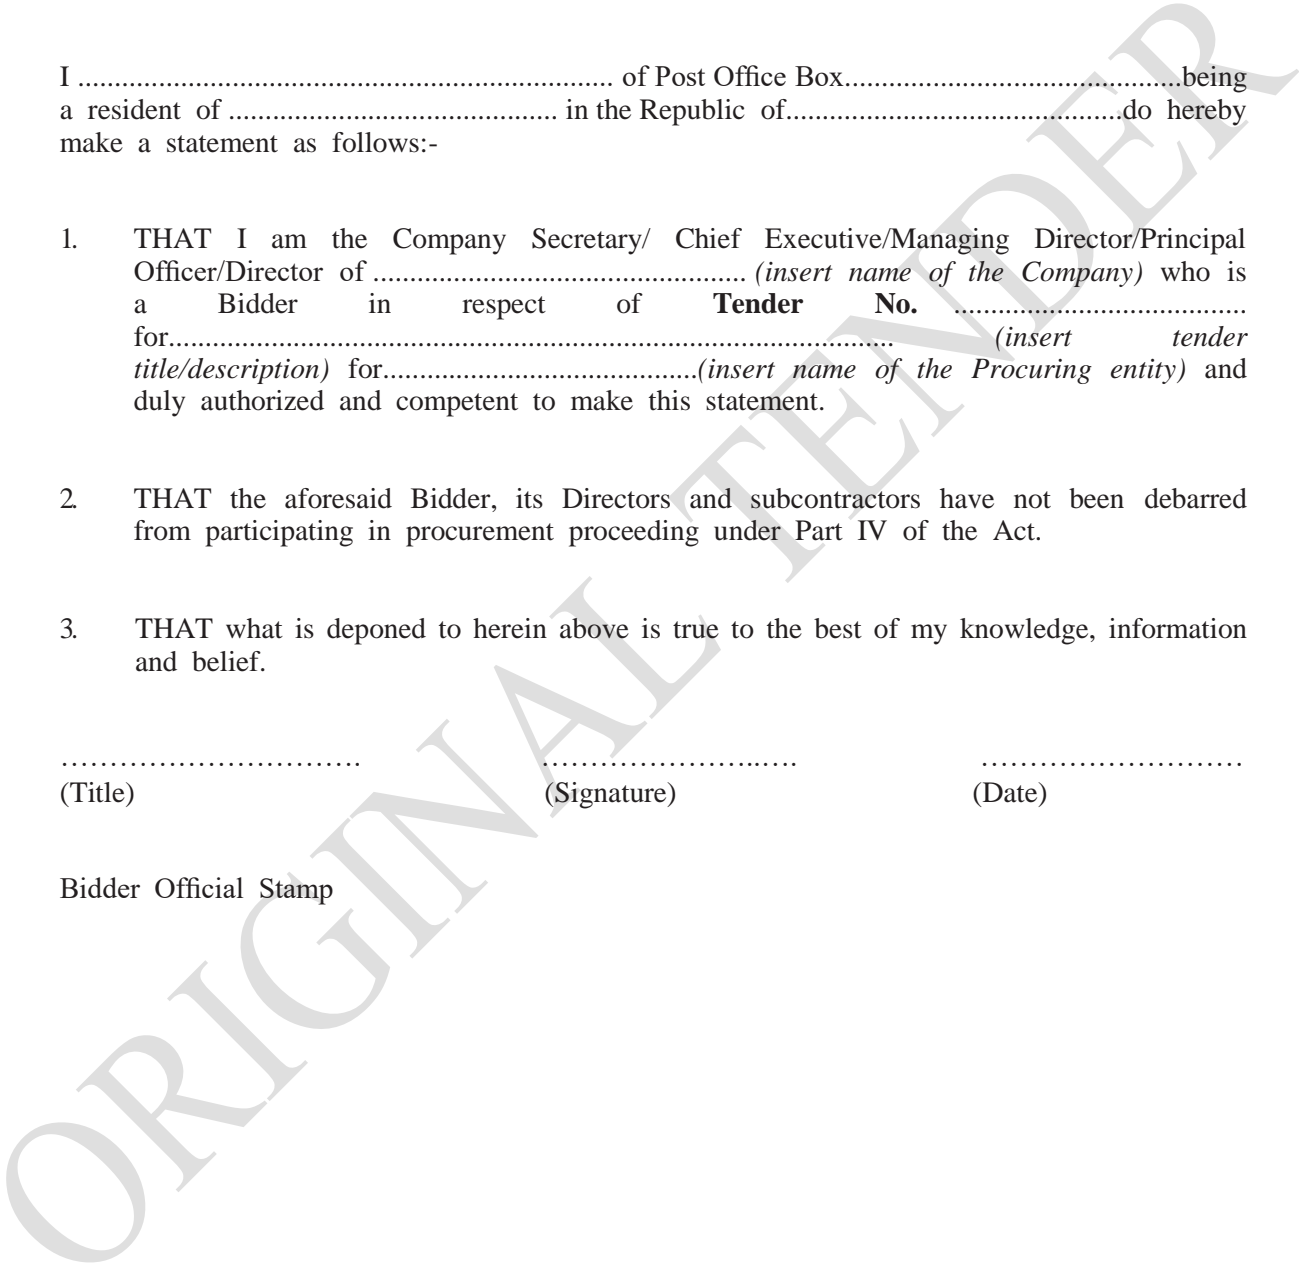 I ......................................................................... of Post Office Box..............................................being
a resident of ............................................. in the Republic of..............................................do hereby
make a statement as follows:-
1. THAT I am the Company Secretary/ Chief Executive/Managing Director/Principal
Officer/Director of ................................................... (insert name of the Company) who is
a Bidder in respect of Tender No. ........................................
for................................................................................................... (insert tender
title/description) for...........................................(insert name of the Procuring entity) and
duly authorized and competent to make this statement.
2. THAT the aforesaid Bidder, its Directors and subcontractors have not been debarred
from participating in procurement proceeding under Part IV of the Act.
3. THAT what is deponed to herein above is true to the best of my knowledge, information
and belief.
…………………………. …………………..…. ………………………
(Title) (Signature) (Date)
Bidder Official Stamp
ORIGINAL TENDER